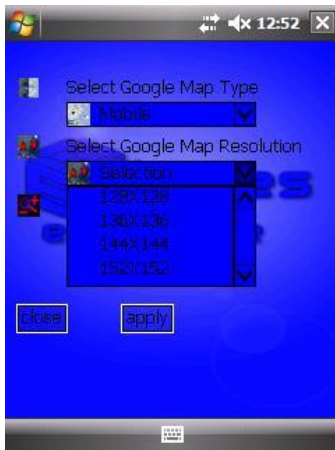 12:52
Select Google Map Type
Mobile
Select Google Map Resolution
Selection
128X128
136X136
144X144
152X152
close
apply